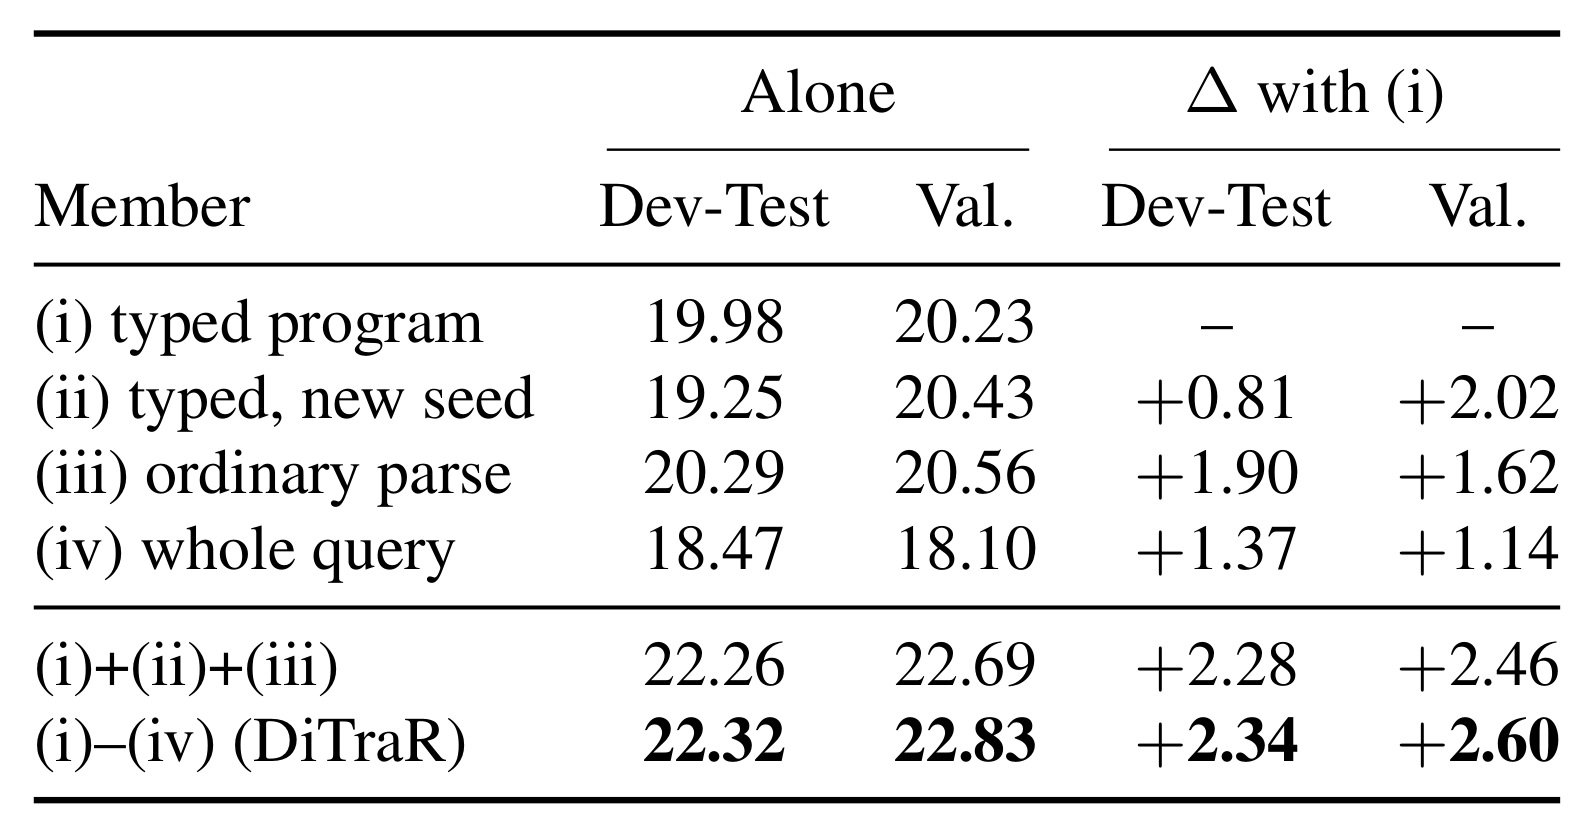 Alone Δ with (i)
Member Dev-Test Val. Dev-Test Val.
(i) typed program 19.98 20.23 – –
(ii) typed, new seed 19.25 20.43 +0.81 +2.02
(iii) ordinary parse 20.29 20.56 +1.90 +1.62
(iv) whole query 18.47 18.10 +1.37 +1.14
(i)+(ii)+(iii) 22.26 22.69 +2.28 +2.46
(i)–(iv) (DiTraR) 22.32 22.83 +2.34 +2.60